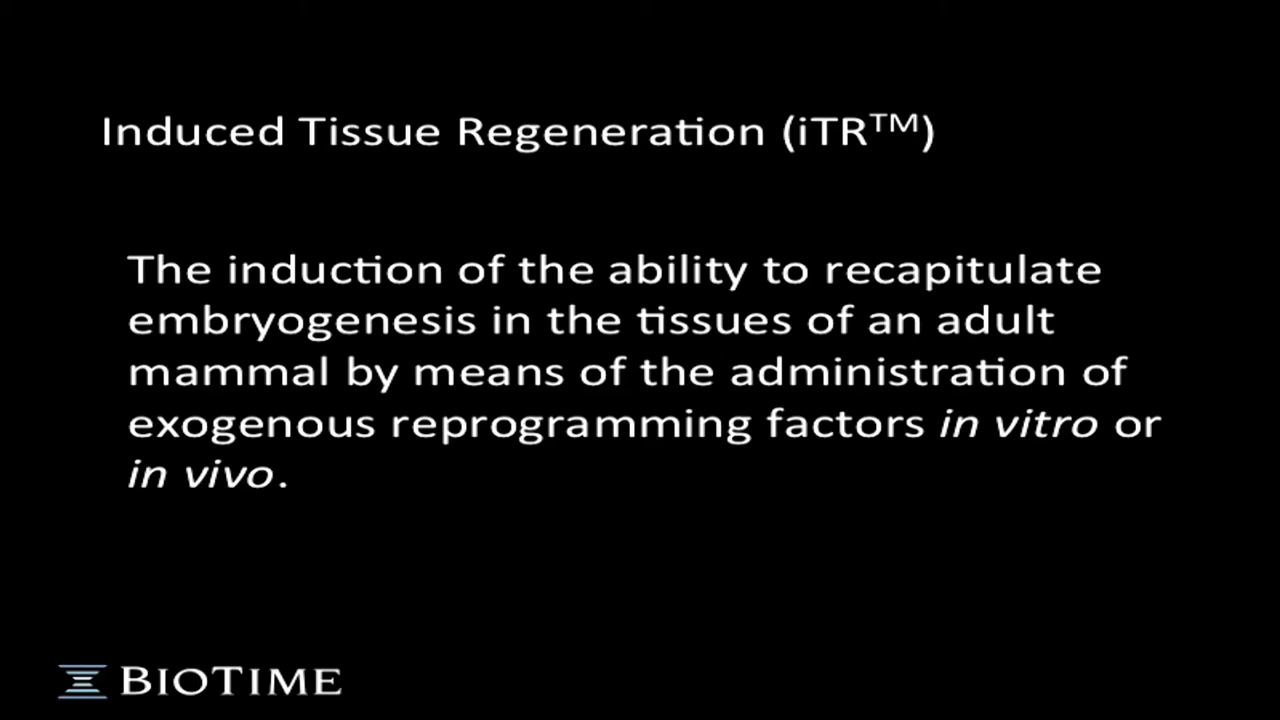 Induced Tissue Regeneration (iTR™)
The induction of the ability to recapitulate
embryogenesis in the tissues of an adult
mammal by means of the administration of
exogenous reprogramming factors in vitro or
in vivo.
BIOTIME